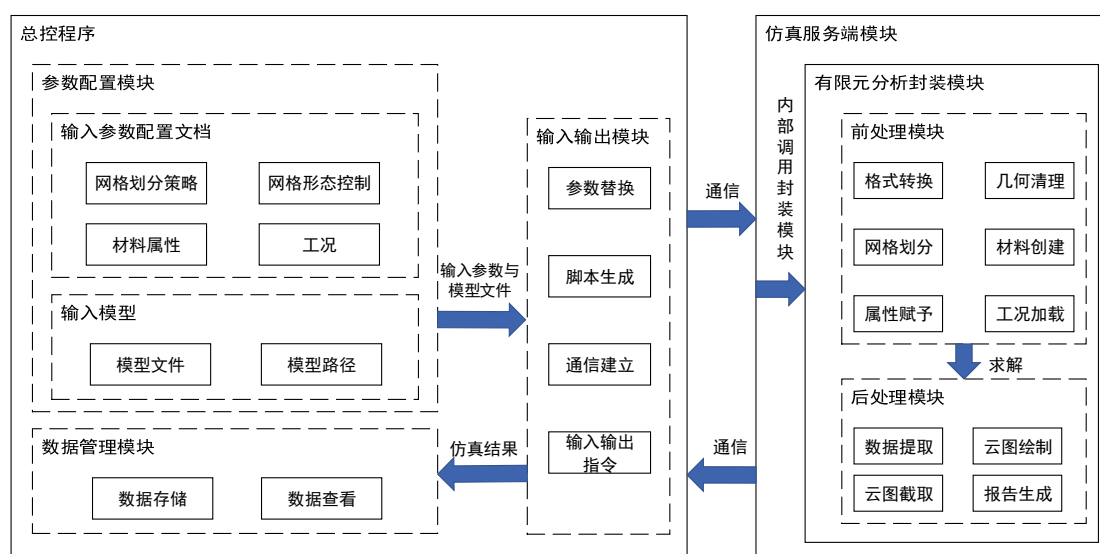 总控程序
参数配置模块
输入参数配置文档
网格划分策略
网格形态控制
材料属性
工况
输入模型
模型文件
模型路径
数据管理模块
数据存储
数据查看
输入参数与
模型文件
仿真结果
输入输出模块
参数替换
脚本生成
通信建立
输入输出
指令
通信
通信
仿真服务端模块
内部调用封装模块
有限元分析封装模块
前处理模块
格式转换
几何清理
网格划分
材料创建
属性赋予
工况加载
求解
后处理模块
数据提取
云图绘制
云图截取
报告生成